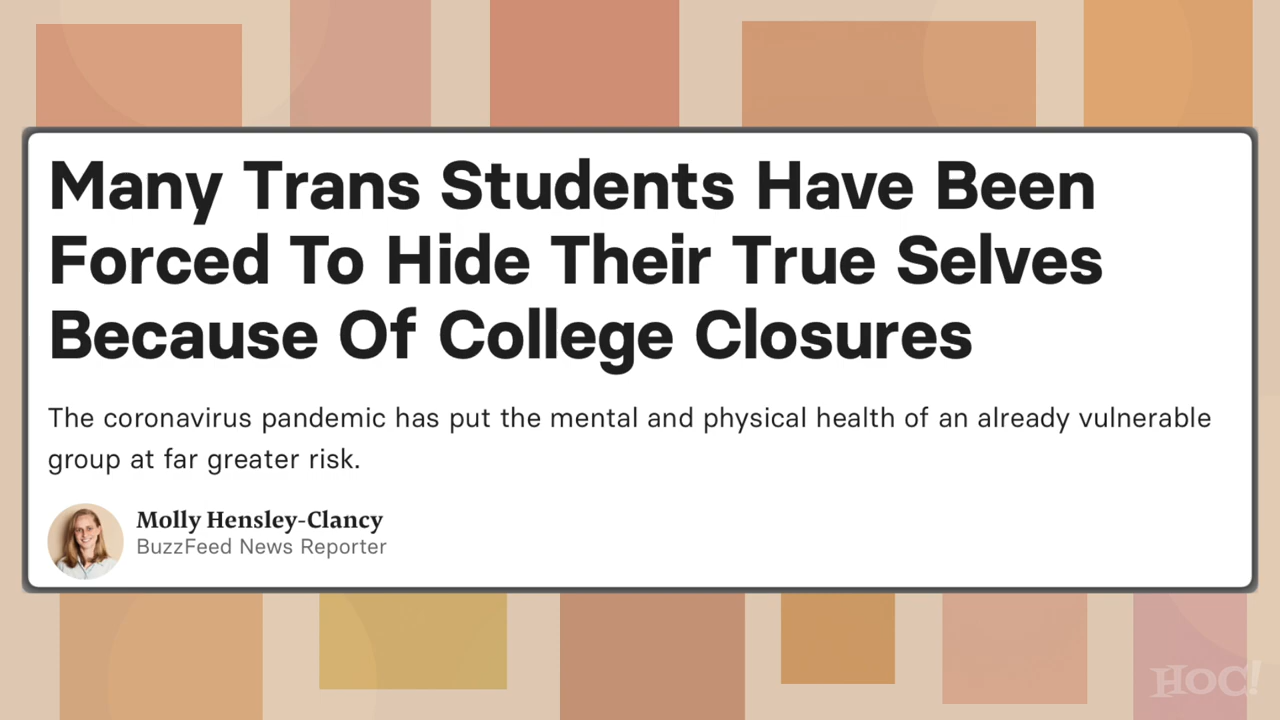 Many Trans Students Have Been
Forced To Hide Their True Selves
Because Of College Closures
The coronavirus pandemic has put the mental and physical health of an already vulnerable
group at far greater risk.
Molly Hensley-Clancy
BuzzFeed News Reporter
HOC!